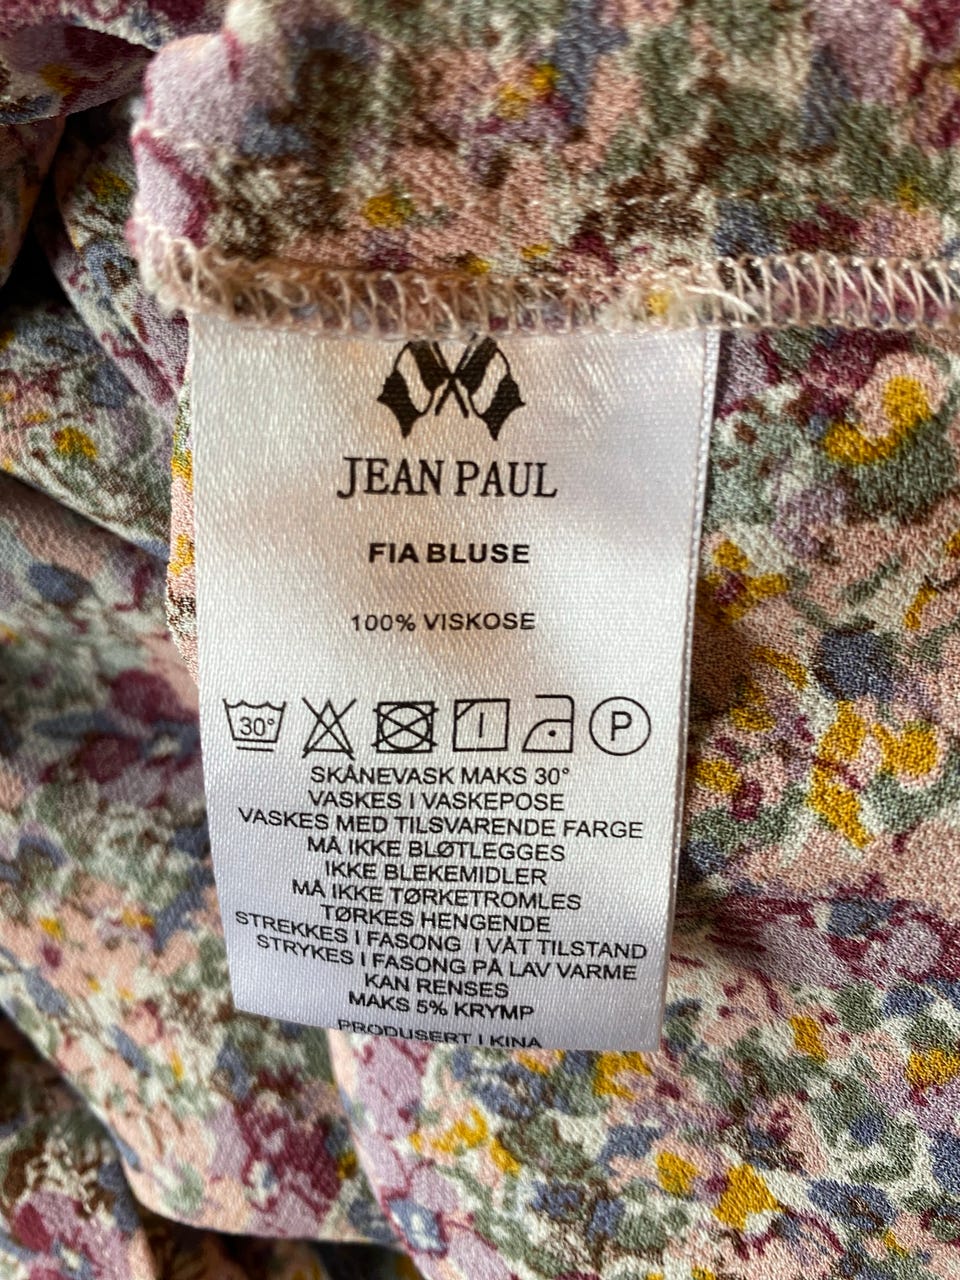 JEAN PAUL
FIA BLUSE
100% VISKOSE
30° I P
SKÅNEVASK MAKS 30°
VASKES I VASKEPOSE
VASKES MED TILSVARENDE FARGE
MÅ IKKE BLØTLEGGES
IKKE BLEKEMIDLER
MÅ IKKE TØRKETROMLES
TØRKES HENGENDE
STREKKES I FASONG I VÅT TILSTAND
STRYKES I FASONG PÅ LAV VARME
KAN RENSES
MAKS 5% KRYMP
PRODUSERT I KINA